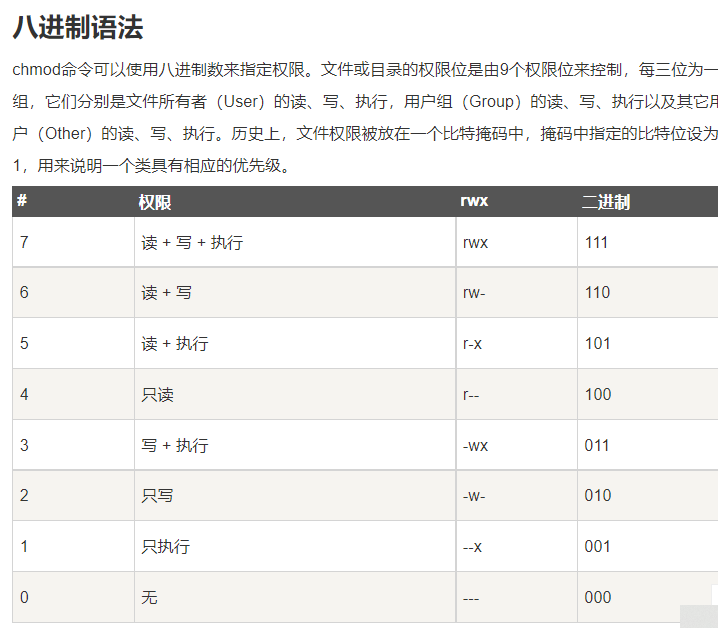 八进制语法
chmod命令可以使用八进制数来指定权限。文件或目录的权限位是由9个权限位来控制，每三位为一
组，它们分别是文件所有者（User）的读、写、执行，用户组（Group）的读、写、执行以及其它
户（Other）的读、写、执行。历史上，文件权限被放在一个比特掩码中，掩码中指定的比特位设为
1，用来说明一个类具有相应的优先级。
# 权限 rwx 二进制
7 读 + 写 + 执行 rwx 111
6 读 + 写 rw- 110
5 读 + 执行 r-x 101
4 只读 r-- 100
3 写 + 执行 -wx 011
2 只写 -w- 010
1 只执行 --x 001
0 无 --- 000